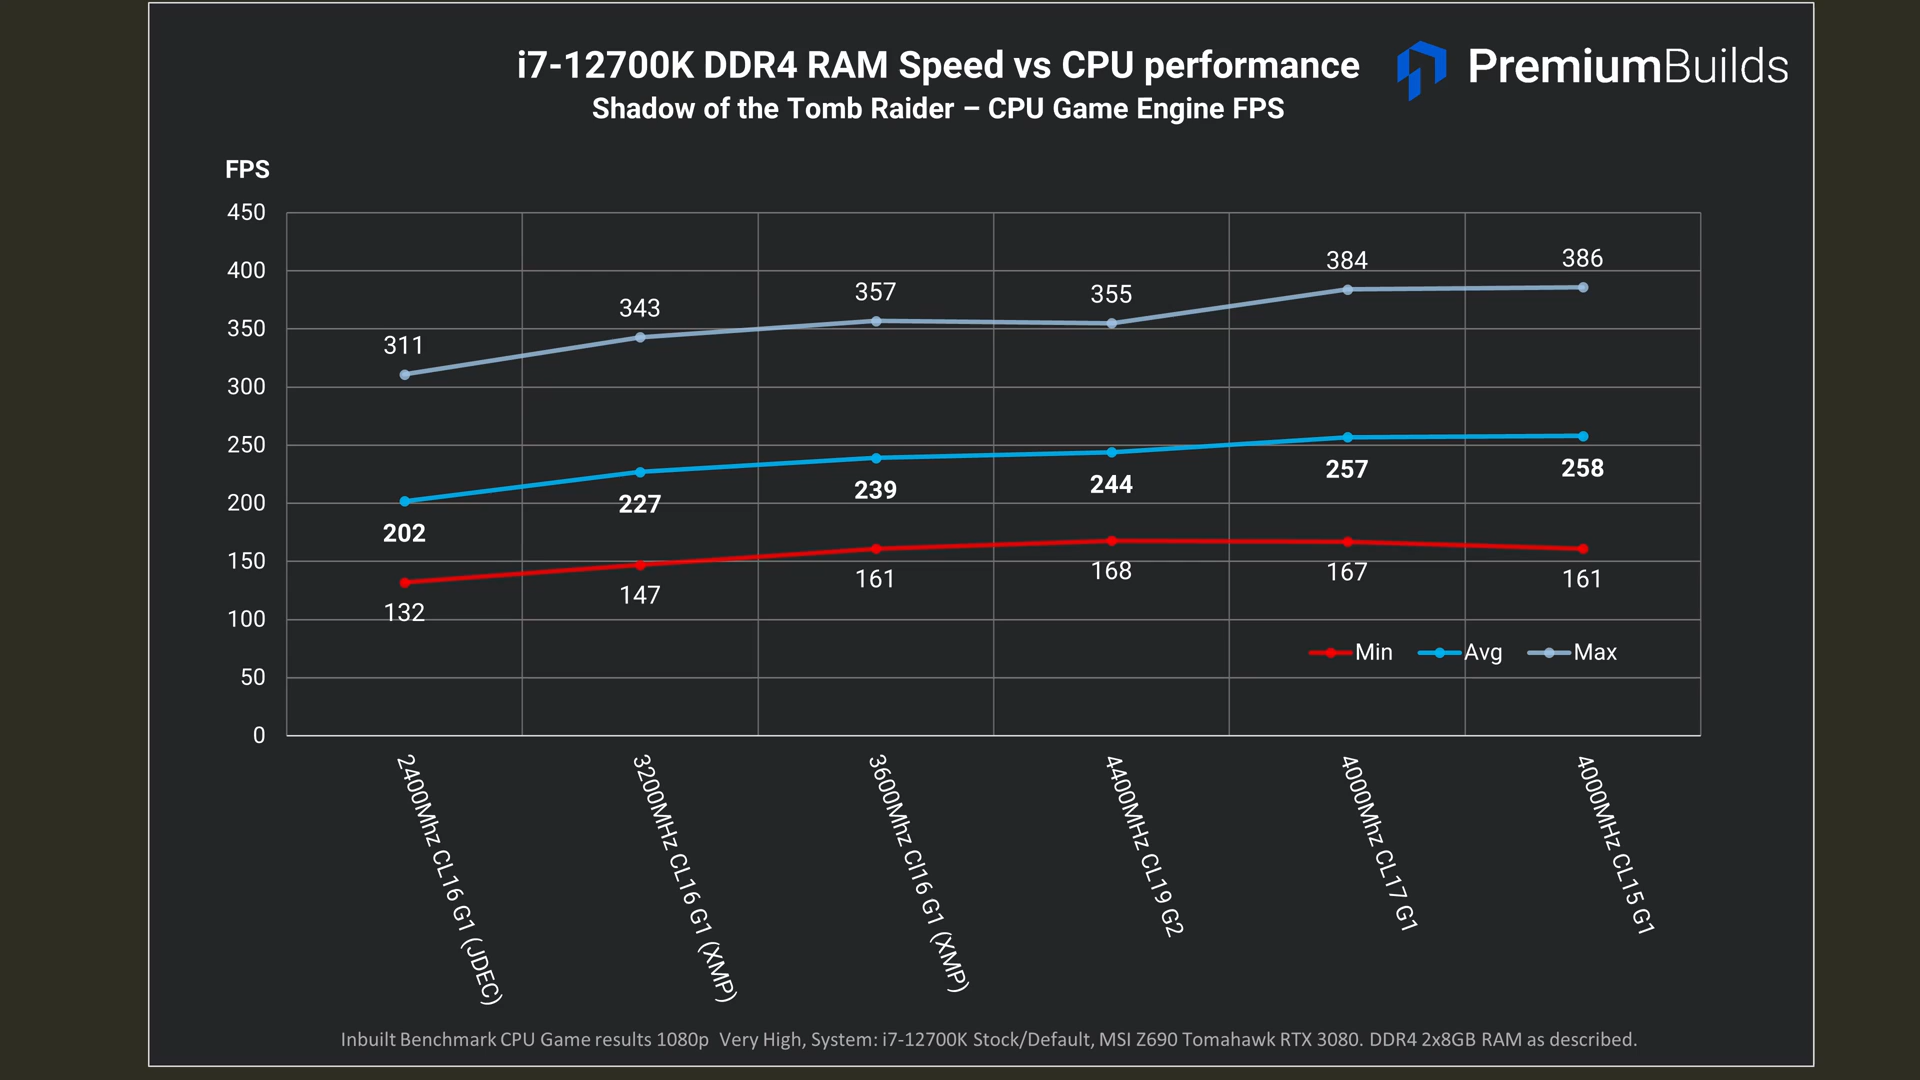 i7-12700K DDR4 RAM Speed vs CPU performance
PremiumBuilds
Shadow of the Tomb Raider – CPU Game Engine FPS
FPS
450
400
350
300
250
200
150
100
50
0
311
343
357
355
384
386
202
227
239
244
257
258
132
147
161
168
167
161
Min
Avg
Max
2400Mhz CL16 G1 (JDEC)
3200MHz CL16 G1 (XMP)
3600Mhz Cl16 G1 (XMP)
4400MHz CL19 G2
4000Mhz CL17 G1
4000MHz CL15 G1
Inbuilt Benchmark CPU Game results 1080p  Very High, System: i7-12700K Stock/Default, MSI Z690 Tomahawk RTX 3080. DDR4 2x8GB RAM as described.